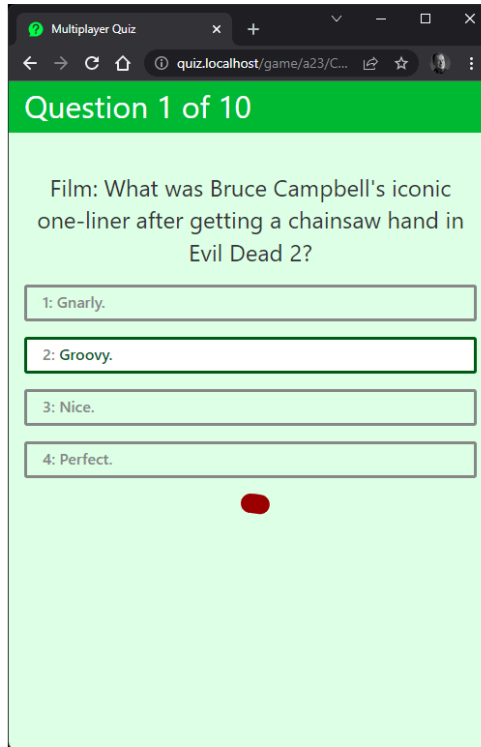 Multiplayer Quiz
quiz.localhost/game/a23/C...
Question 1 of 10
Film: What was Bruce Campbell's iconic
one-liner after getting a chainsaw hand in
Evil Dead 2?
1: Gnarly.
2: Groovy.
3: Nice.
4: Perfect.